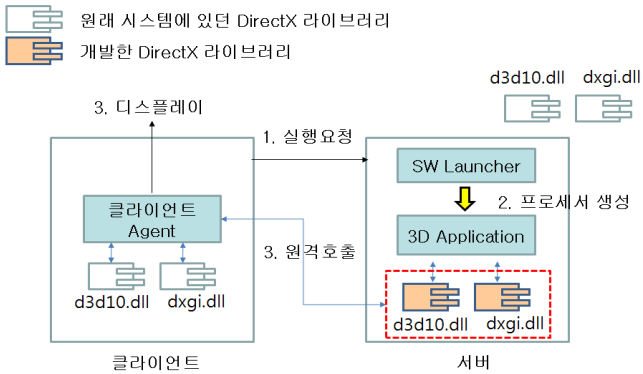 원래 시스템에 있던 DirectX 라이브러리
개발한 DirectX 라이브러리
d3d10.dll
dxgi.dll
3. 디스플레이
1. 실행요청
SW Launcher
2. 프로세서 생성
클라이언트
Agent
3D Application
3. 원격호출
d3d10.dll
dxgi.dll
d3d10.dll
dxgi.dll
클라이언트
서버